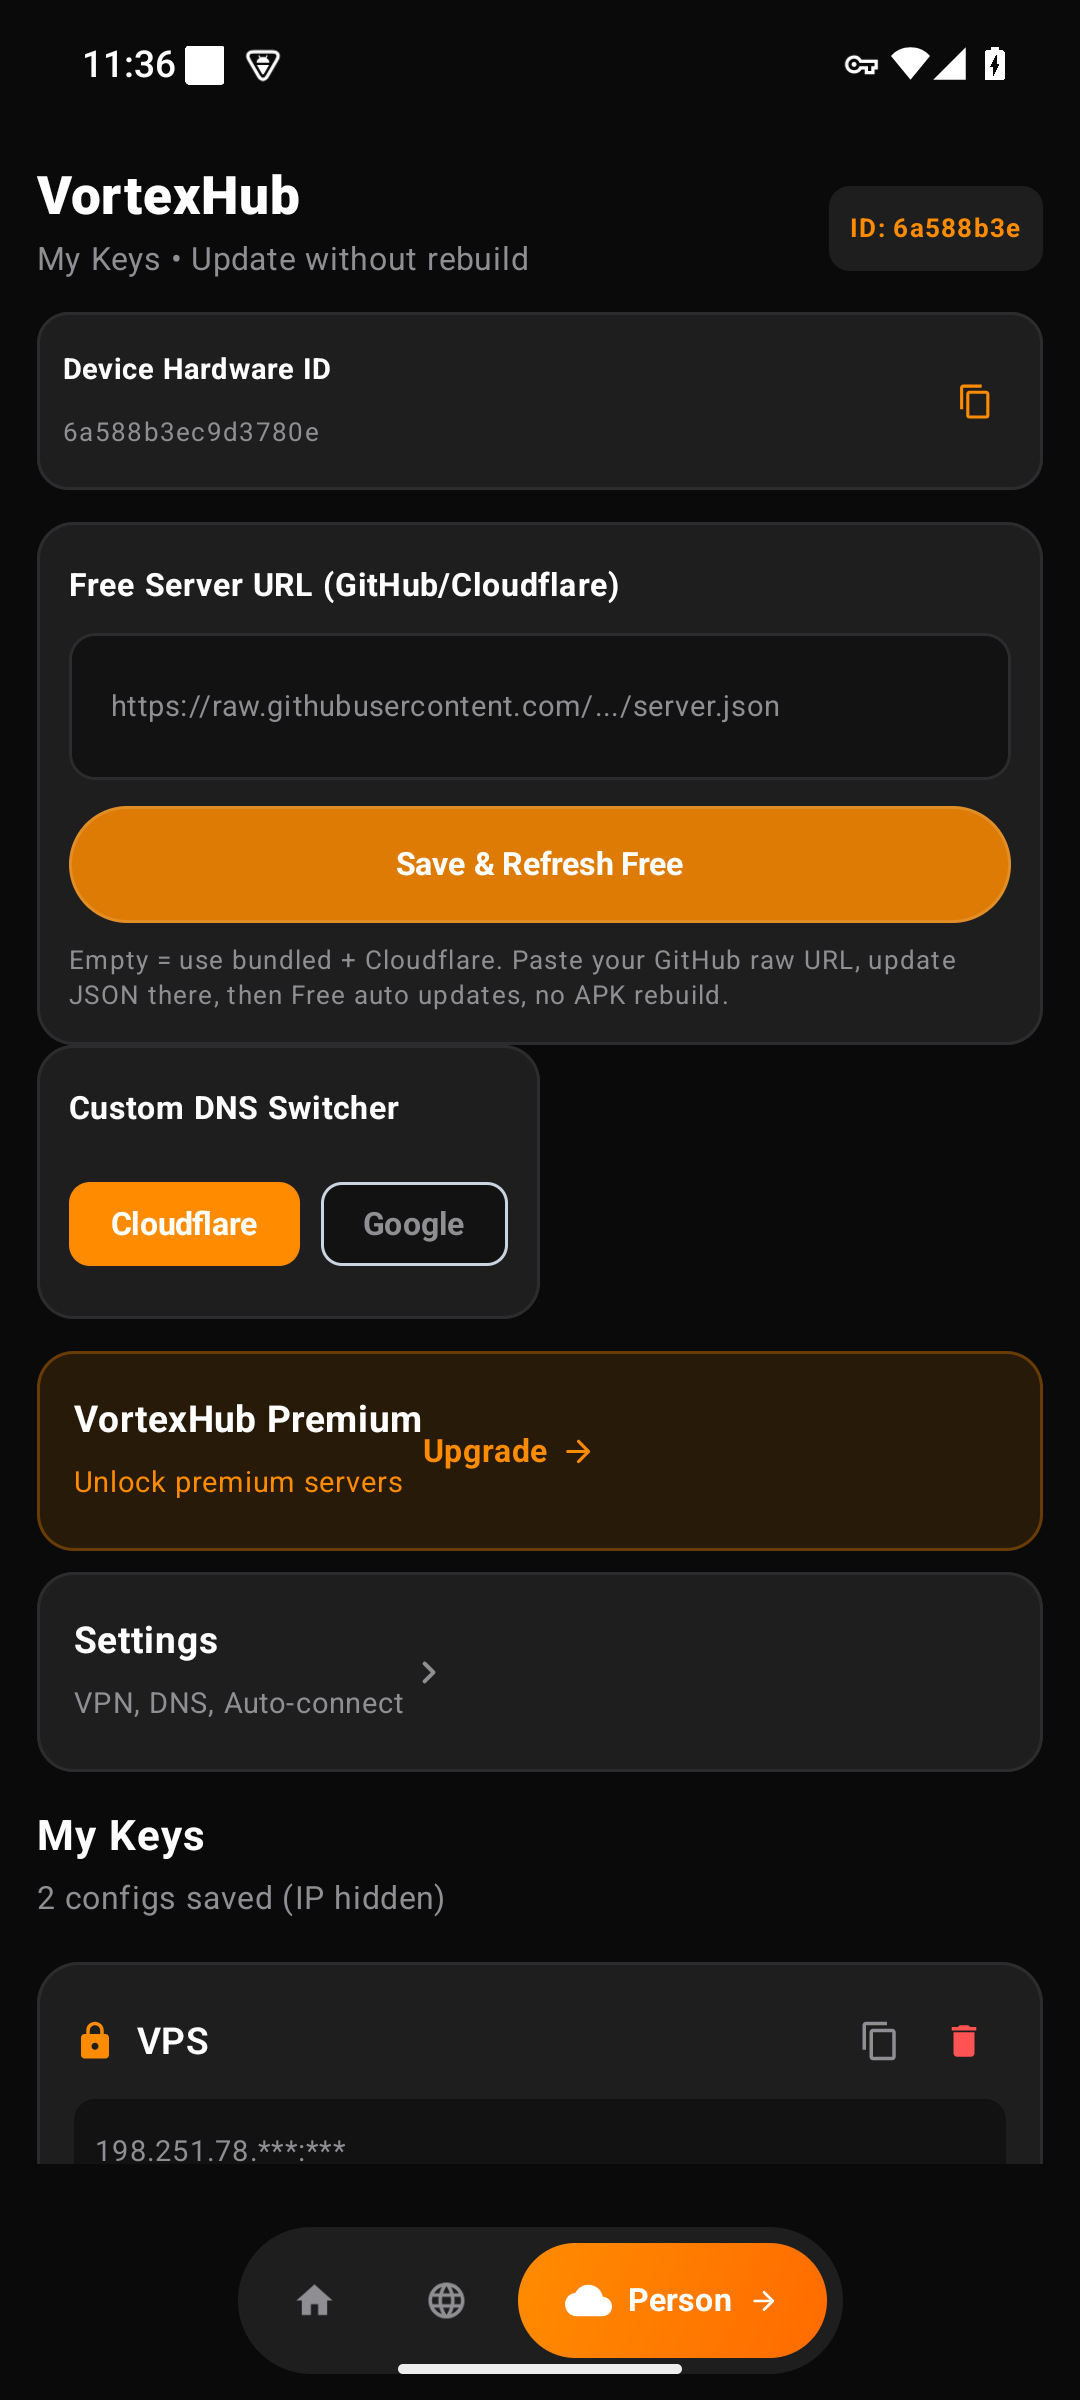 11:36
VortexHub
My Keys • Update without rebuild
ID: 6a588b3e
Device Hardware ID
6a588b3ec9d3780e
Free Server URL (GitHub/Cloudflare)
https://raw.githubusercontent.com/.../server.json
Save & Refresh Free
Empty = use bundled + Cloudflare. Paste your GitHub raw URL, update
JSON there, then Free auto updates, no APK rebuild.
Custom DNS Switcher
Cloudflare
Google
VortexHub Premium
Upgrade →
Unlock premium servers
Settings
VPN, DNS, Auto-connect
My Keys
2 configs saved (IP hidden)
VPS
198.251.78.***:***
Person →